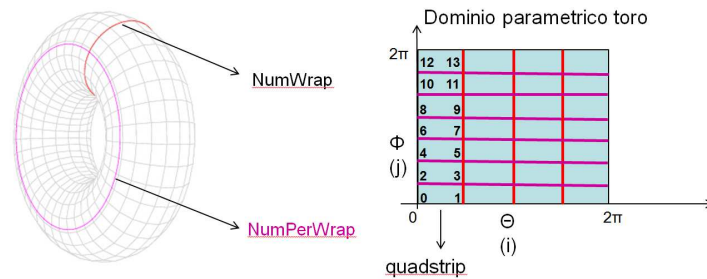 NumWrap
NumPerWrap
Dominio parametrico toro
2π
12 13
10 11
8 9
6 7
4 5
2 3
0 1
Φ
(j)
0
Θ
(i)
2π
quadstrip